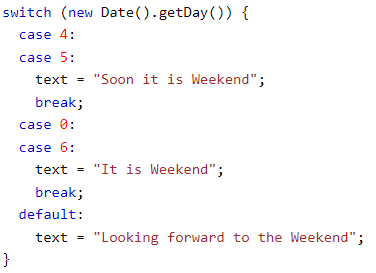 switch (new Date().getDay()) {
  case 4:
  case 5:
    text = "Soon it is Weekend";
    break;
  case 0:
  case 6:
    text = "It is Weekend";
    break;
  default:
    text = "Looking forward to the Weekend";
}